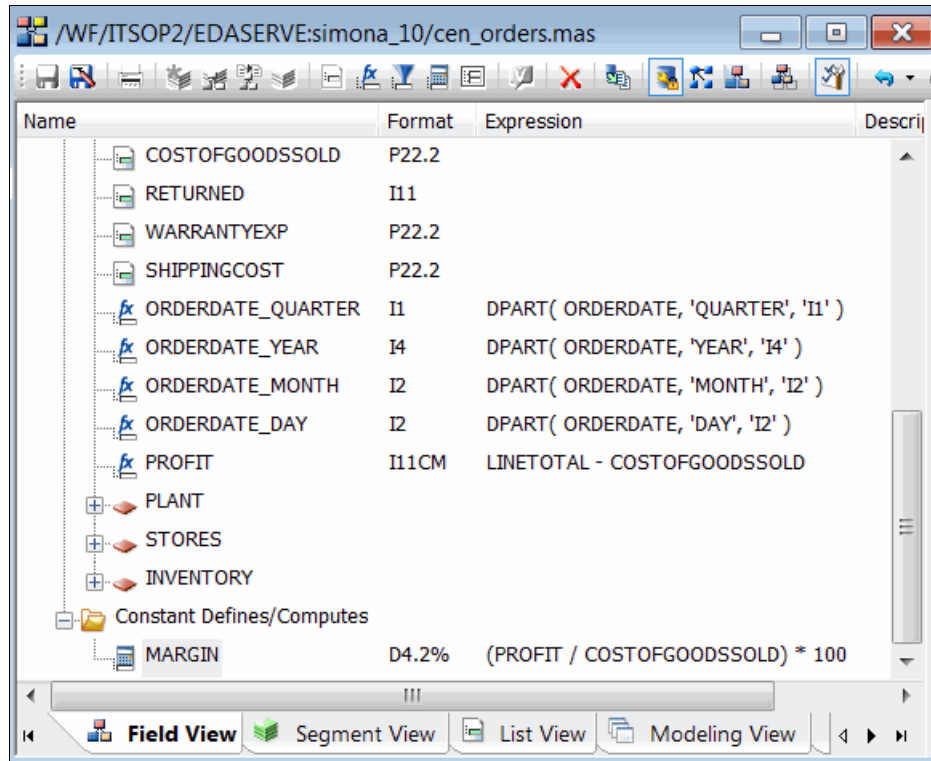 /WF/ITSOP2/EDASERVE:simona_10/cen_orders.mas
Name Format Expression Descri
COSTOFGOODSSOLD P22.2
RETURNED I11
WARRANTYEXP P22.2
SHIPPINGCOST P22.2
ORDERDATE_QUARTER I1 DPART( ORDERDATE, 'QUARTER', 'I1' )
ORDERDATE_YEAR I4 DPART( ORDERDATE, 'YEAR', 'I4' )
ORDERDATE_MONTH I2 DPART( ORDERDATE, 'MONTH', 'I2' )
ORDERDATE_DAY I2 DPART( ORDERDATE, 'DAY', 'I2' )
PROFIT I11CM LINETOTAL - COSTOFGOODSSOLD
PLANT
STORES
INVENTORY
Constant Defines/Computes
MARGIN D4.2% (PROFIT / COSTOFGOODSSOLD) * 100
Field View Segment View List View Modeling View